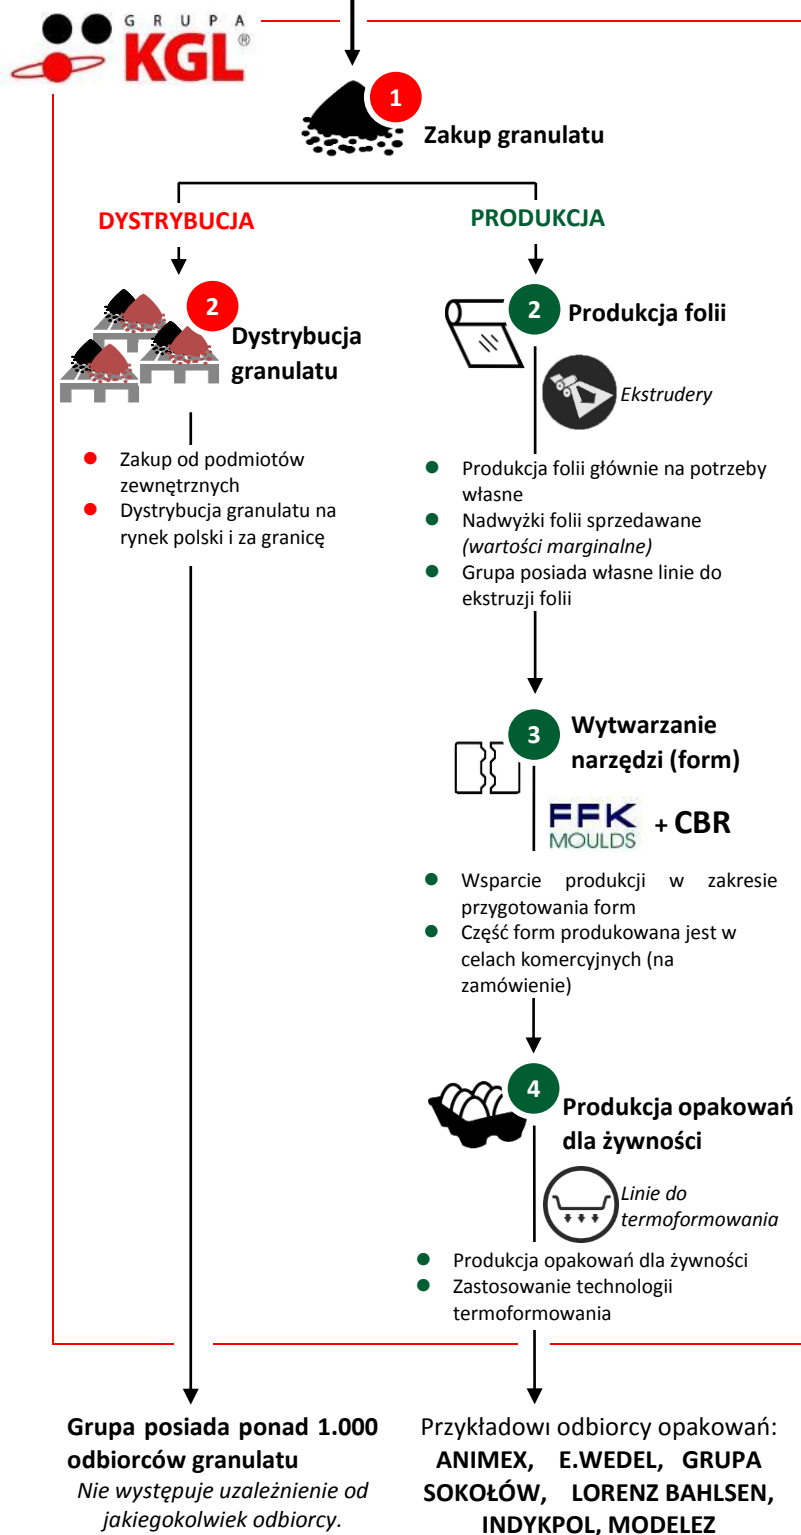 GRUPA
KGL®
1
Zakup granulatu
DYSTRYBUCJA
2
Dystrybucja
granulatu
● Zakup od podmiotów
zewnętrznych
● Dystrybucja granulatu na
rynek polski i za granicę
Grupa posiada ponad 1.000
odbiorców granulatu
Nie występuje uzależnienie od
jakiegokolwiek odbiorcy.
PRODUKCJA
2
Produkcja folii
Ekstrudery
● Produkcja folii głównie na potrzeby
własne
● Nadwyżki folii sprzedawane
(wartości marginalne)
● Grupa posiada własne linie do
ekstruzji folii
3
Wytwarzanie
narzędzi (form)
FFK
MOULDS
+ CBR
● Wsparcie produkcji w zakresie
przygotowania form
● Część form produkowana jest w
celach komercyjnych (na
zamówienie)
4
Produkcja opakowań
dla żywności
Linie do
termoformowania
● Produkcja opakowań dla żywności
● Zastosowanie technologii
termoformowania
Przykładowi odbiorcy opakowań:
ANIMEX, E.WEDEL, GRUPA
SOKOŁÓW, LORENZ BAHLSEN,
INDYKPOL, MODELEZ